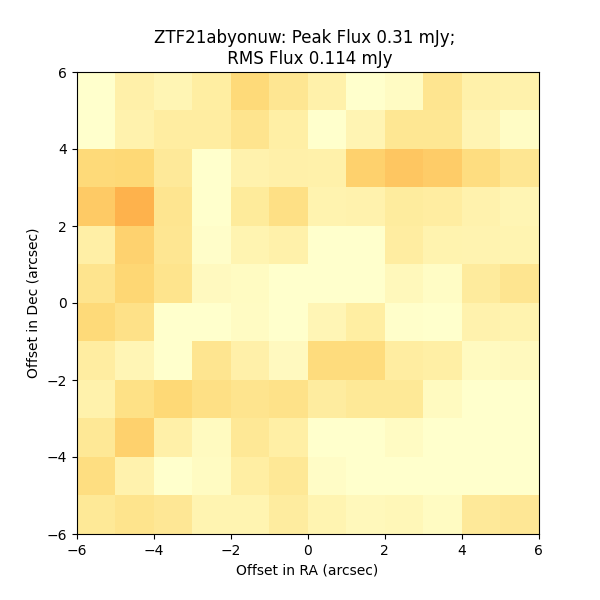 ZTF21abyonuw: Peak Flux 0.31 mJy;
RMS Flux 0.114 mJy
6
4
2
0
−2
−4
−6
Offset in Dec (arcsec)
−6 −4 −2 0 2 4 6
Offset in RA (arcsec)